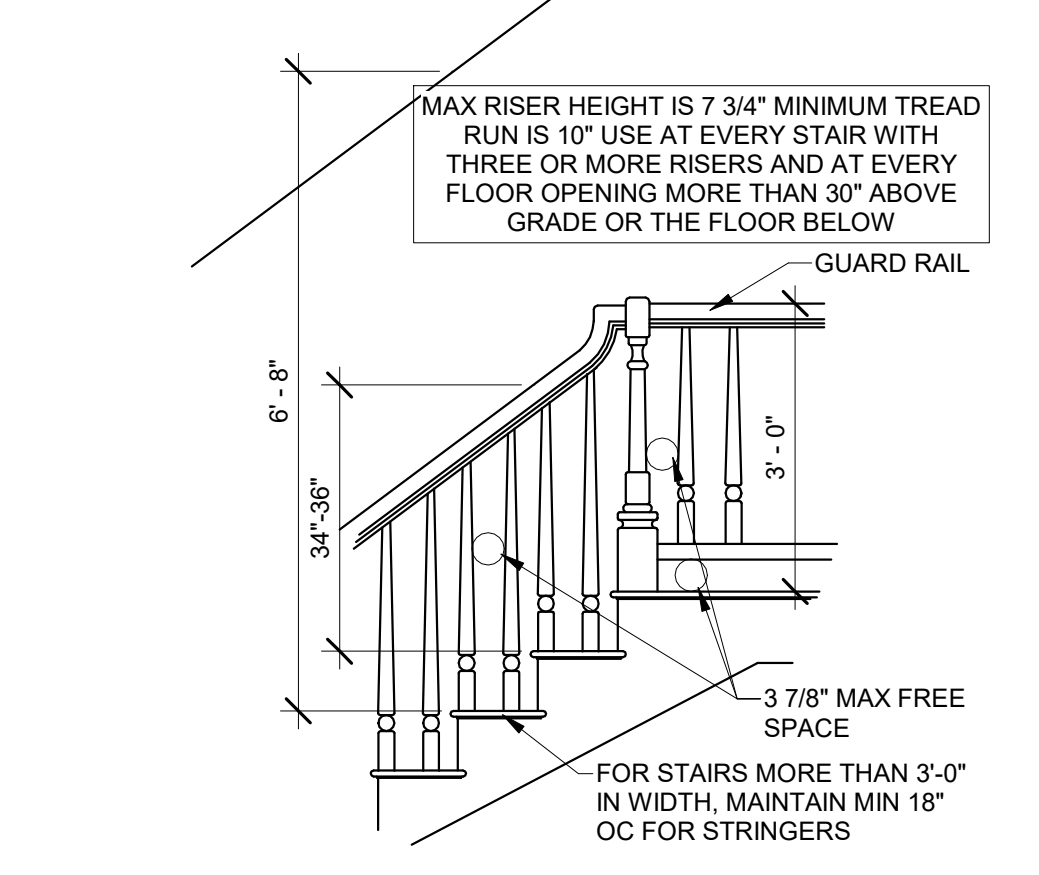 MAX RISER HEIGHT IS 7 3/4" MINIMUM TREAD
RUN IS 10" USE AT EVERY STAIR WITH
THREE OR MORE RISERS AND AT EVERY
FLOOR OPENING MORE THAN 30" ABOVE
GRADE OR THE FLOOR BELOW
GUARD RAIL
6' - 8"
34"-36"
3' - 0"
3 7/8" MAX FREE
SPACE
FOR STAIRS MORE THAN 3'-0"
IN WIDTH, MAINTAIN MIN 18"
OC FOR STRINGERS